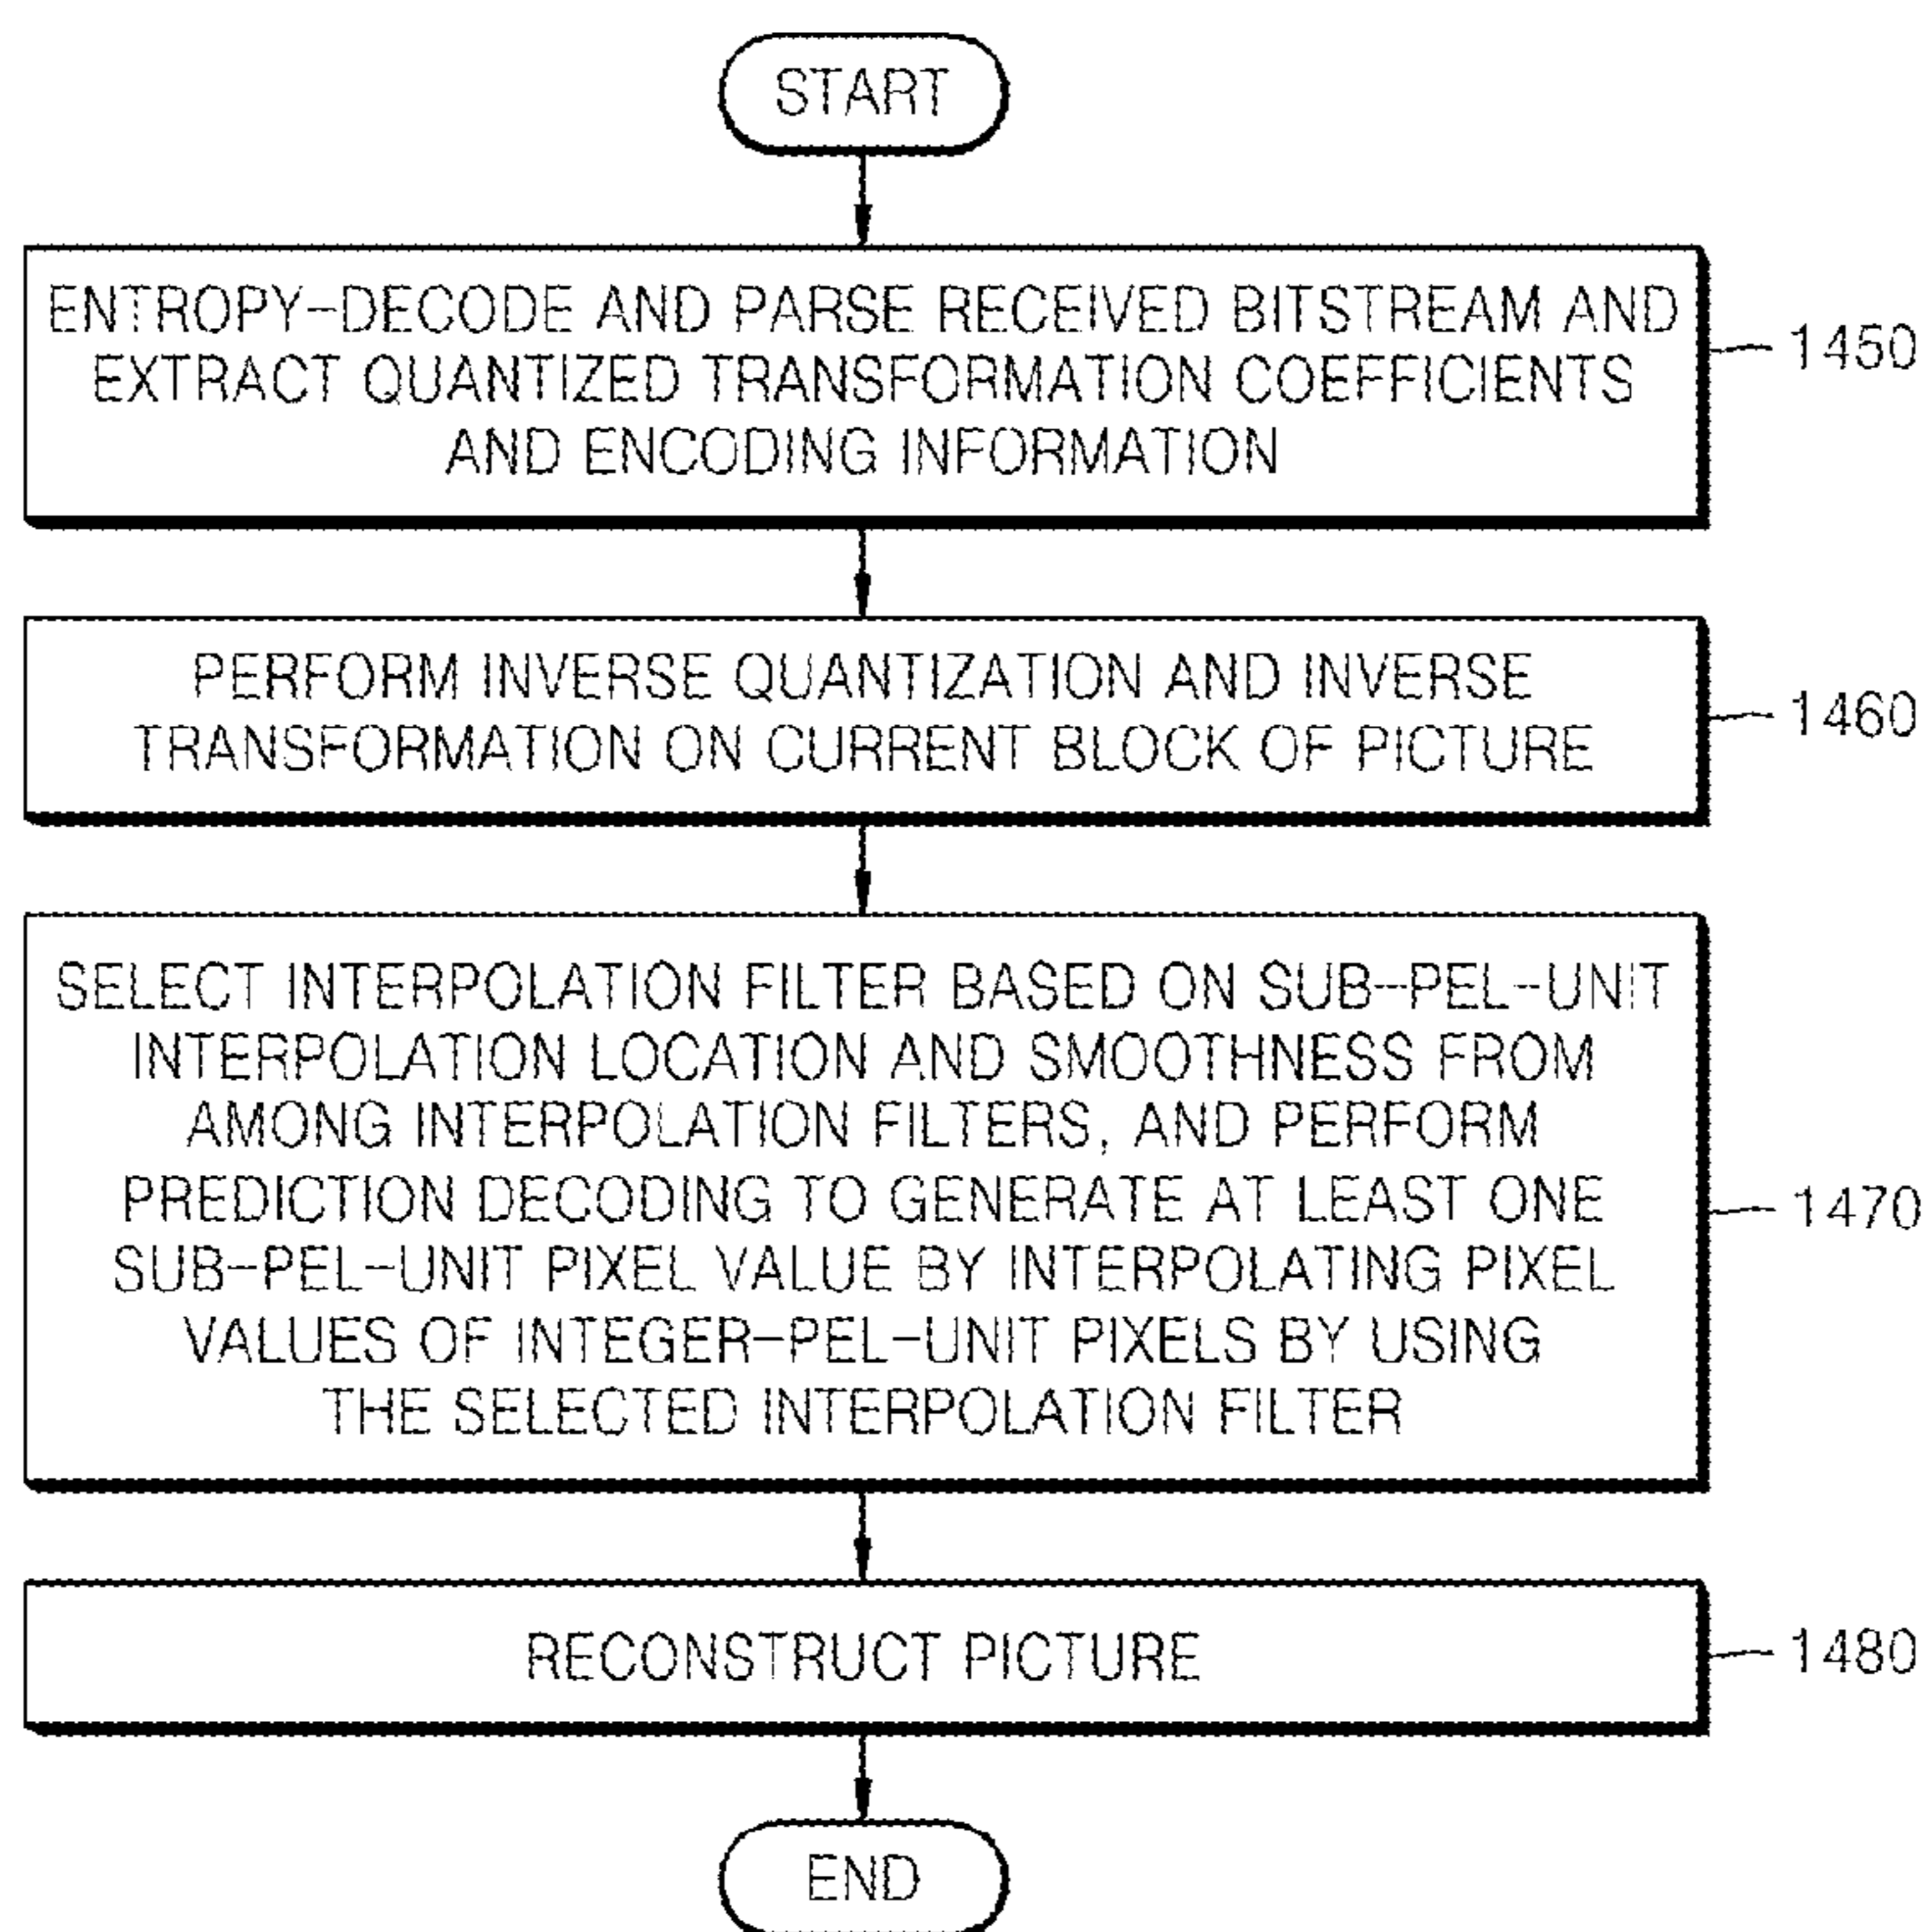 START
ENTROPY-DECODE AND PARSE RECEIVED BITSTREAM AND
EXTRACT QUANTIZED TRANSFORMATION COEFFICIENTS
AND ENCODING INFORMATION
1450
PERFORM INVERSE QUANTIZATION AND INVERSE
TRANSFORMATION ON CURRENT BLOCK OF PICTURE
1460
SELECT INTERPOLATION FILTER BASED ON SUB-PEL-UNIT
INTERPOLATION LOCATION AND SMOOTHNESS FROM
AMONG INTERPOLATION FILTERS, AND PERFORM
PREDICTION DECODING TO GENERATE AT LEAST ONE
SUB-PEL-UNIT PIXEL VALUE BY INTERPOLATING PIXEL
VALUES OF INTEGER-PEL-UNIT PIXELS BY USING
THE SELECTED INTERPOLATION FILTER
1470
RECONSTRUCT PICTURE
1480
END